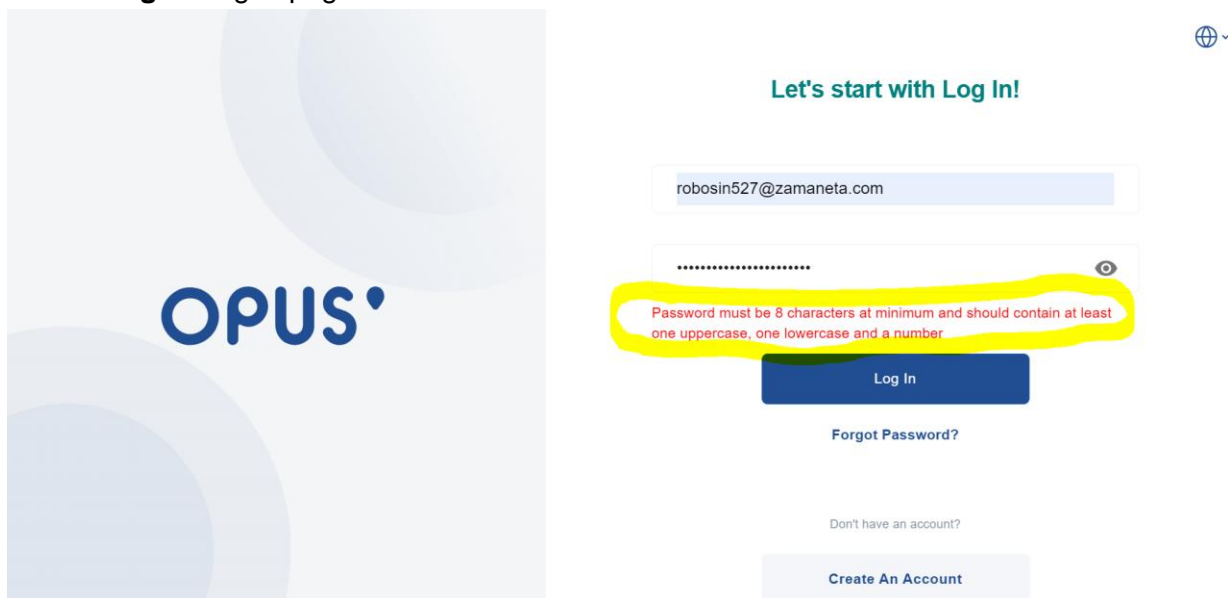 Let's start with Log In!
robosin527@zamaneta.com
OPUS
Password must be 8 characters at minimum and should contain at least
one uppercase, one lowercase and a number
Log In
Forgot Password?
Don't have an account?
Create An Account